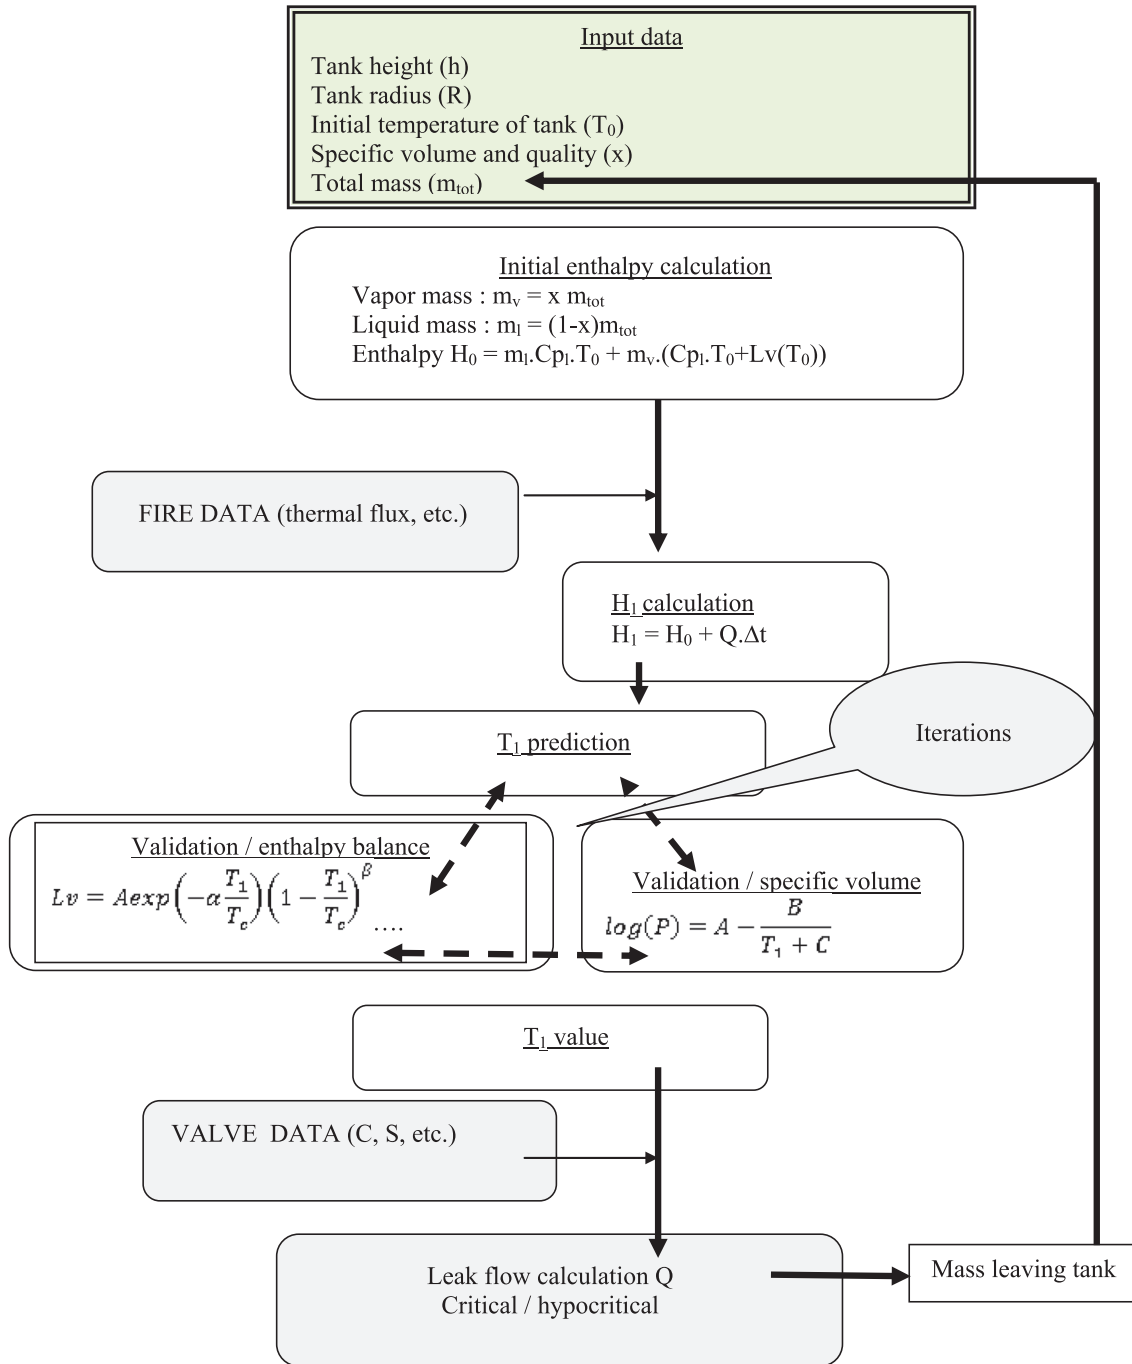 Input data
Tank height (h)
Tank radius (R)
Initial temperature of tank (T₀)
Specific volume and quality (x)
Total mass (mₜₒₜ)
Initial enthalpy calculation
Vapor mass : mᵥ = x mₜₒₜ
Liquid mass : mₗ = (1-x)mₜₒₜ
Enthalpy H₀ = mₗ.Cpₗ.T₀ + mᵥ.(Cpₗ.T₀+Lv(T₀))
FIRE DATA (thermal flux, etc.)
H₁ calculation
H₁ = H₀ + Q.Δt
T₁ prediction
Iterations
Validation / enthalpy balance
Lv = Aexp(-α T₁/T_c)(1 - T₁/T_c)^β ....
Validation / specific volume
log(P) = A - B/(T₁ + C)
T₁ value
VALVE DATA (C, S, etc.)
Leak flow calculation Q
Critical / hypocritical
Mass leaving tank